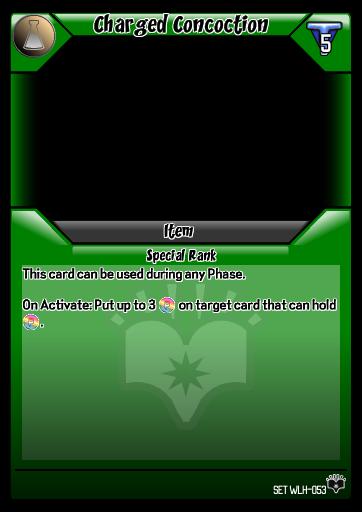 Charged Concoction
5
Item
Special Rank
This card can be used during any Phase.
On Activate: Put up to 3 on target card that can hold
.
SET WLH-053